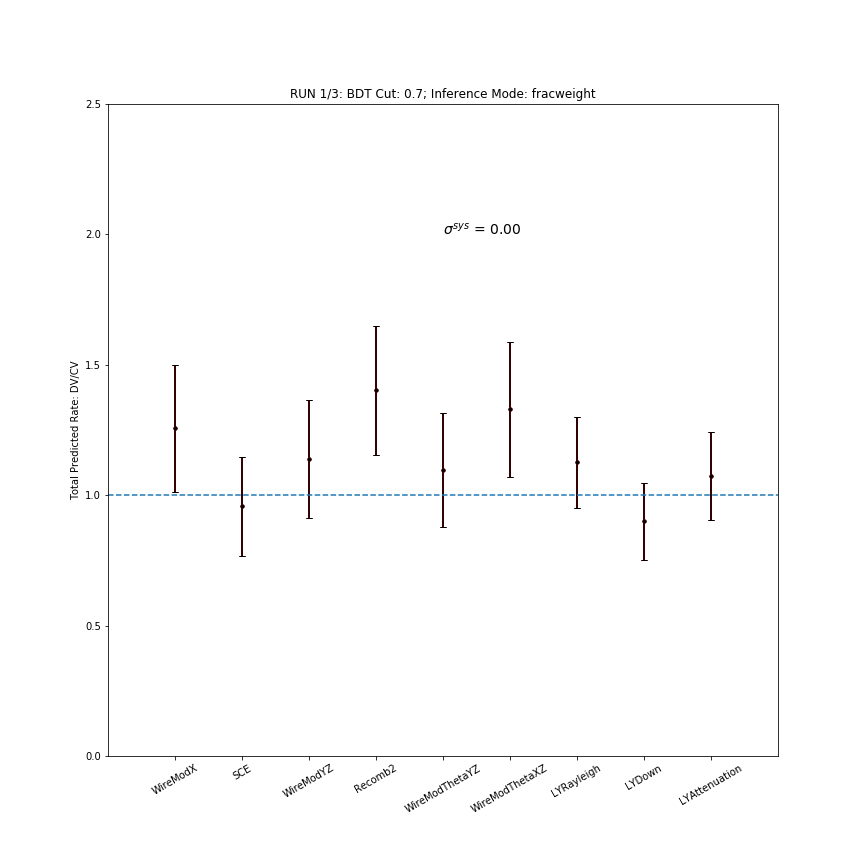 RUN 1/3: BDT Cut: 0.7; Inference Mode: fracweight
2.5
2.0
1.5
1.0
0.5
0.0
Total Predicted Rate: DV/CV
σ^sys = 0.00
WireModX
SCE
WireModYZ
Recomb2
WireModThetaYZ
WireModThetaXZ
LYRayleigh
LYDown
LYAttenuation